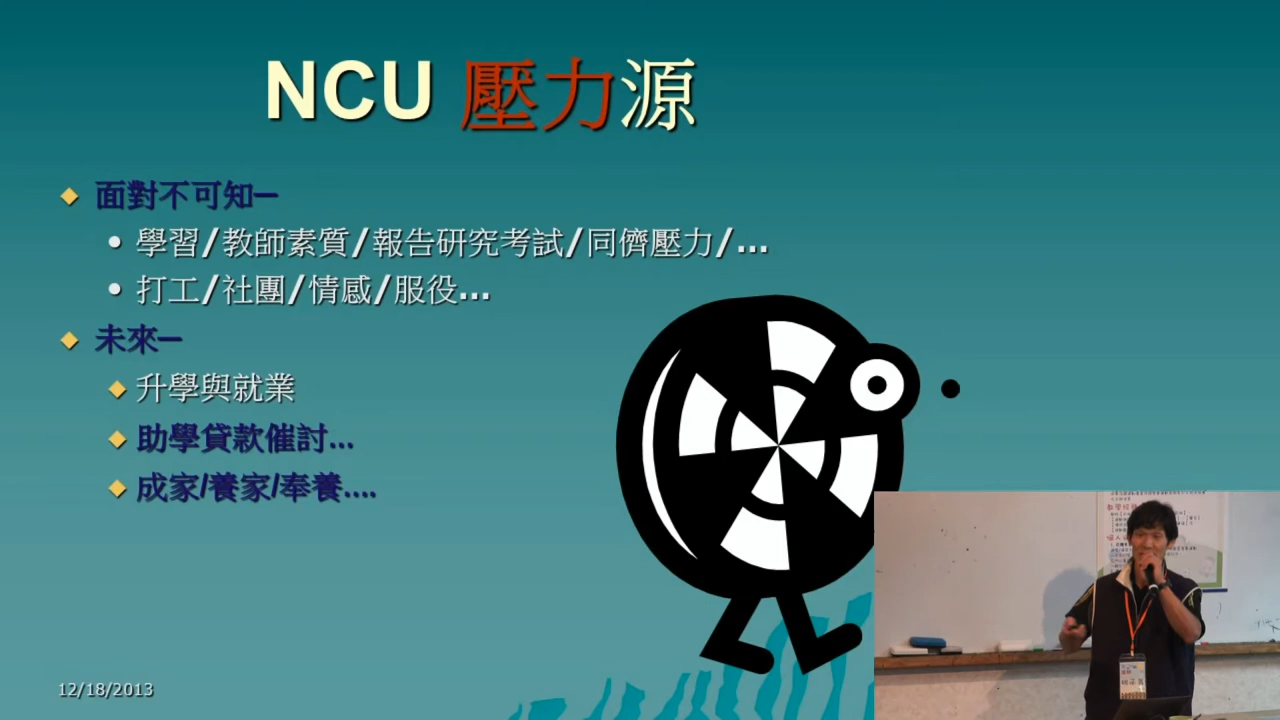 NCU 壓力源
面對不可知─
學習/教師素質/報告研究考試/同儕壓力/...
打工/社團/情感/服役...
未來─
升學與就業
助學貸款催討...
成家/養家/奉養....
12/18/2013